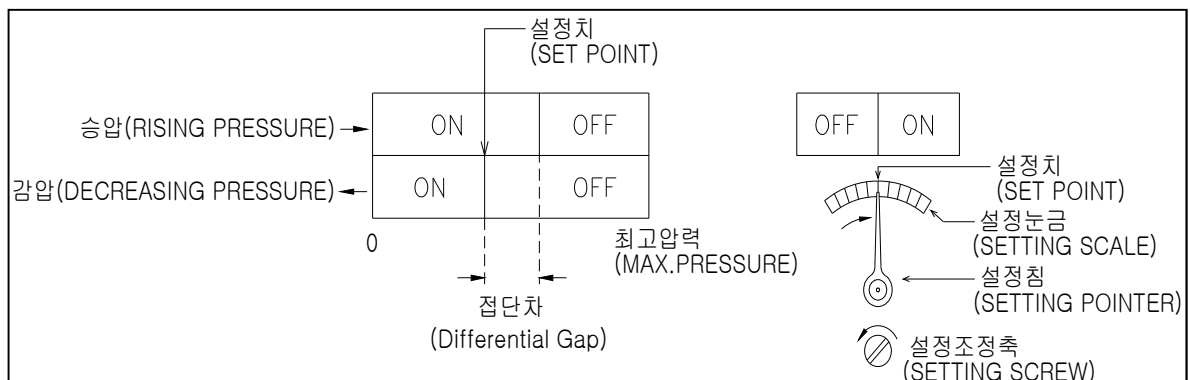 설정치
(SET POINT)
승압(RISING PRESSURE)
ON
OFF
감압(DECREASING PRESSURE)
ON
OFF
0
최고압력
(MAX.PRESSURE)
접단차
(Differential Gap)
OFF
ON
설정치
(SET POINT)
설정눈금
(SETTING SCALE)
설정침
(SETTING POINTER)
설정조정축
(SETTING SCREW)